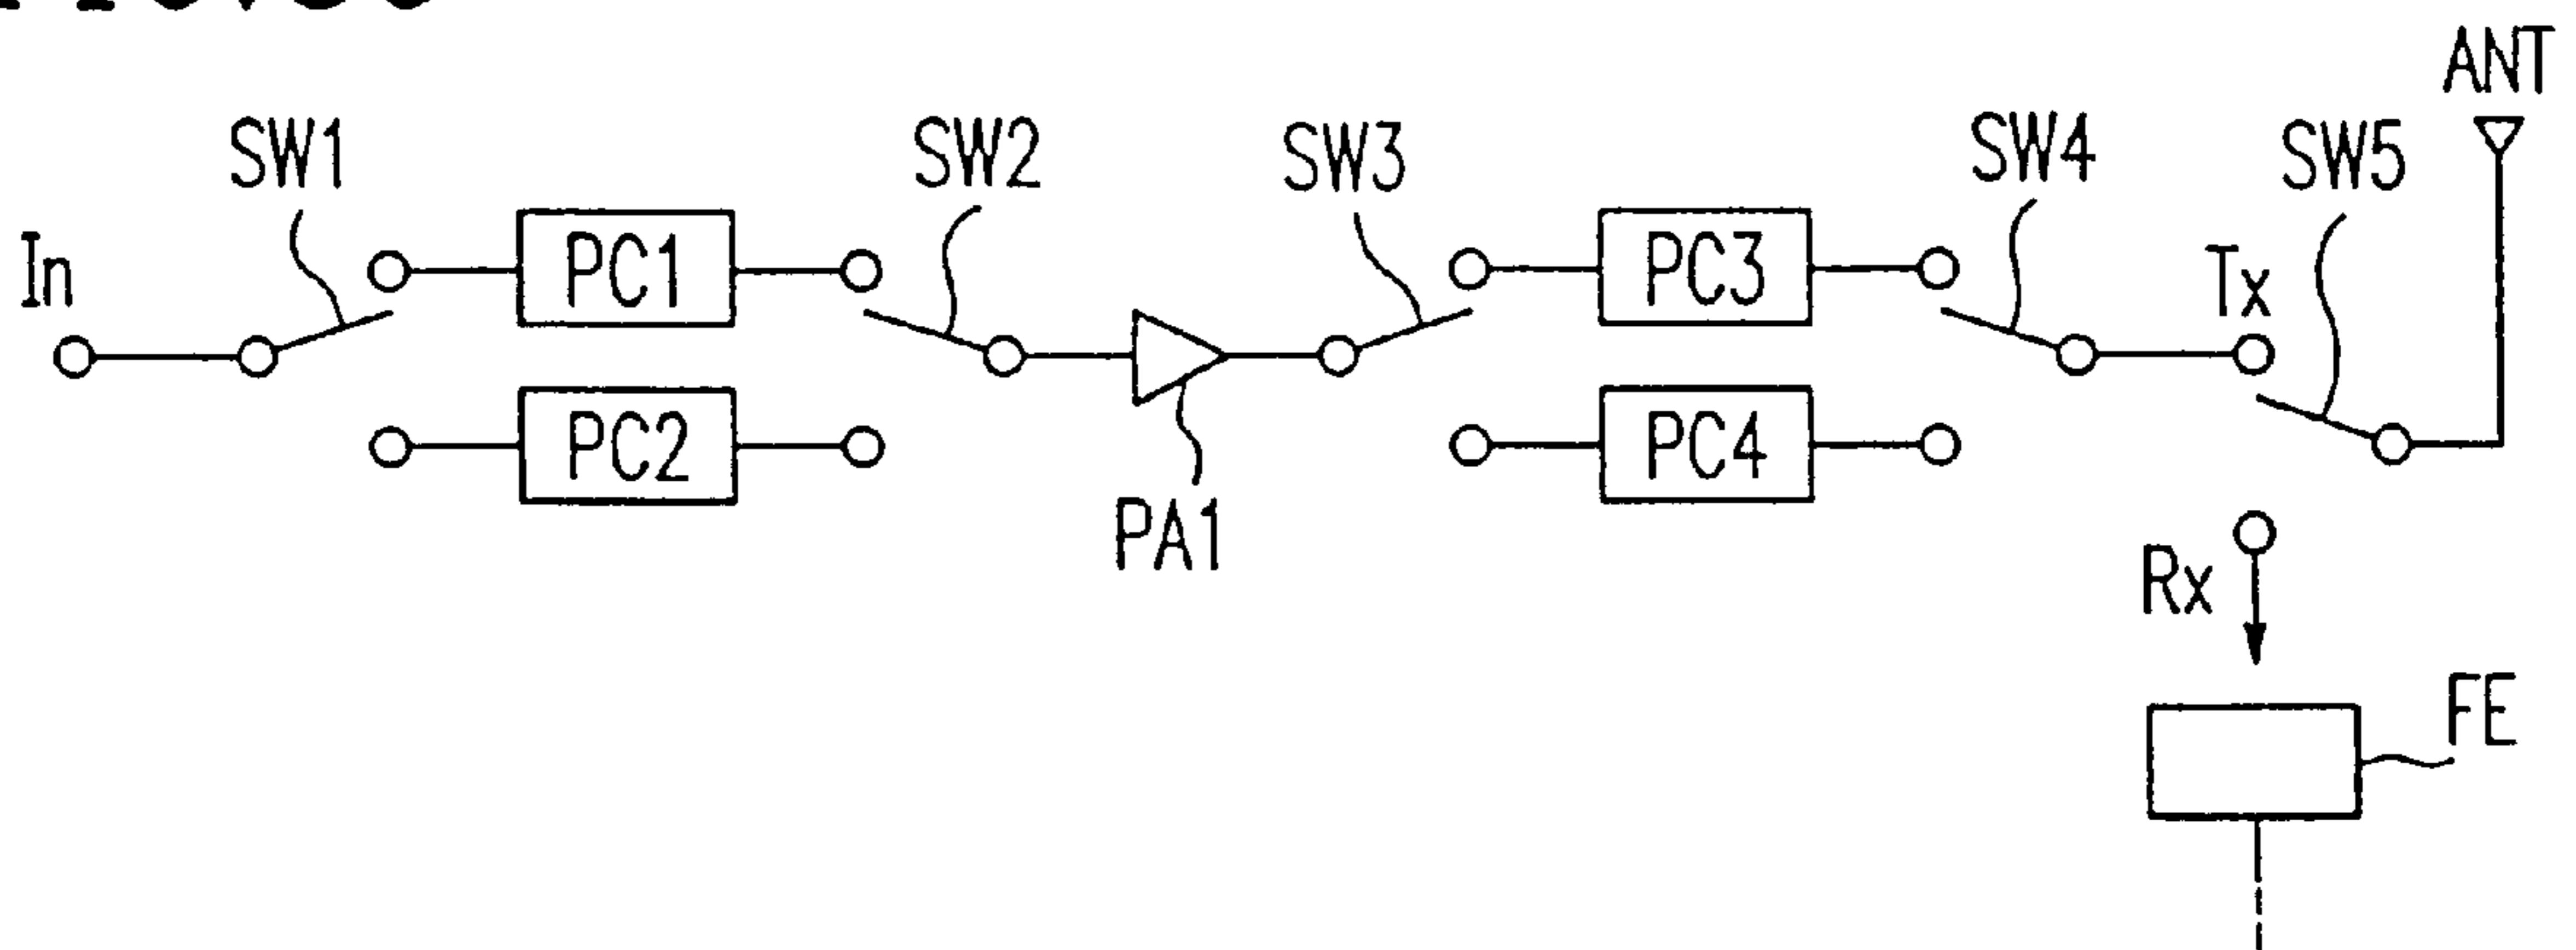 In
SW1
PC1
PC2
SW2
PA1
SW3
PC3
PC4
SW4
Tx
SW5
ANT
Rx
FE